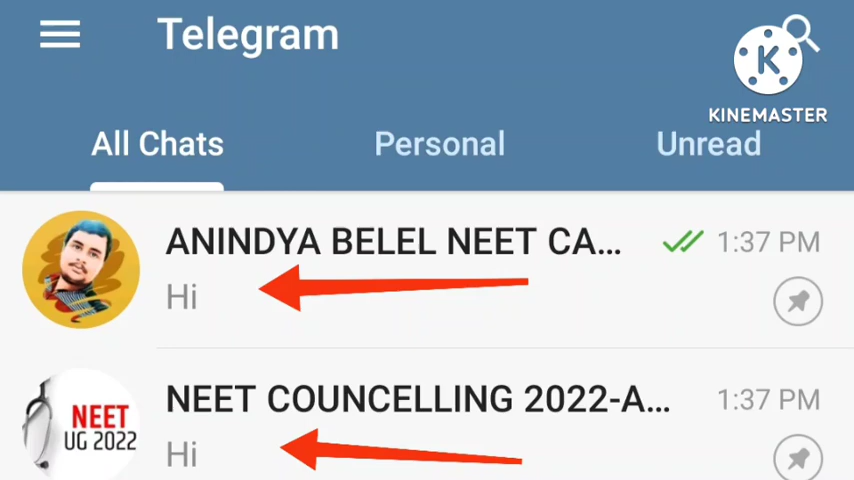 Telegram
K
KINEMASTER
All Chats Personal Unread
ANINDYA BELEL NEET CA... 1:37 PM
Hi
NEET COUNCELLING 2022-A... 1:37 PM
NEET
UG 2022
Hi